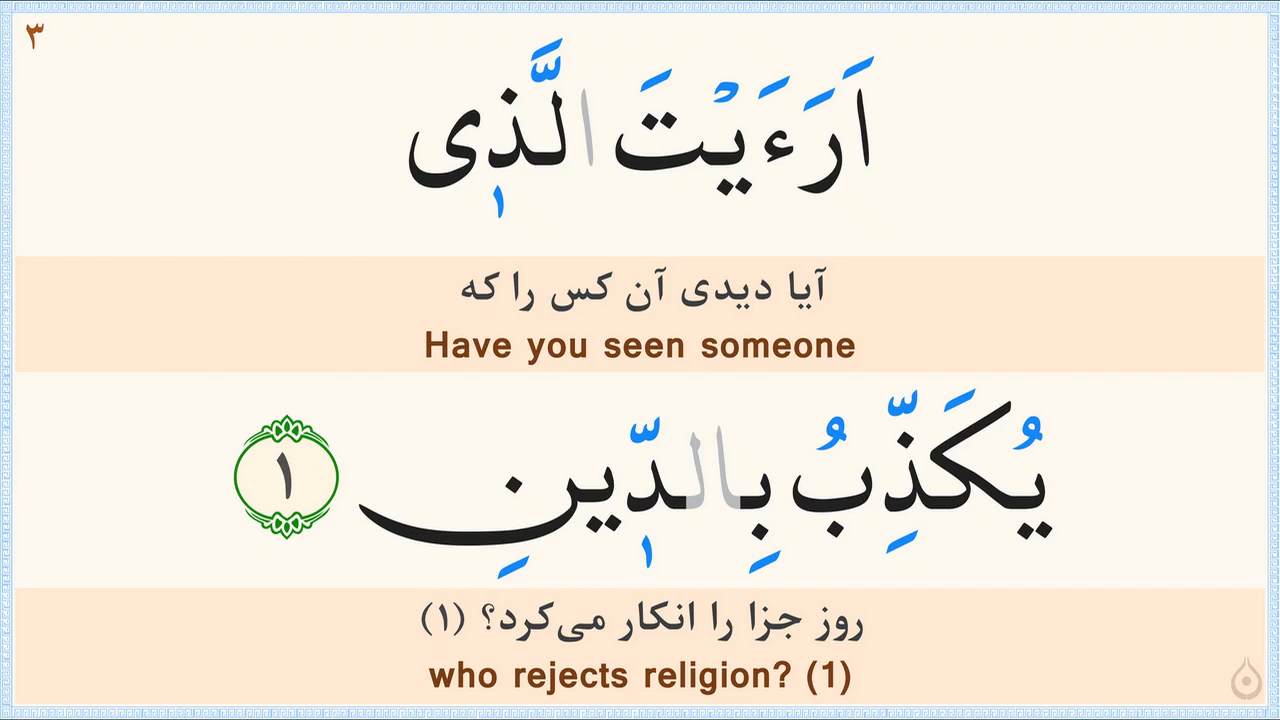 ٣
اَرَءَيْتَ الَّذٖى
آیا دیدی آن کس را که
Have you seen someone
يُكَذِّبُ بِالدّٖينِ ١
روز جزا را انکار می‌کرد؟ (۱)
who rejects religion? (1)